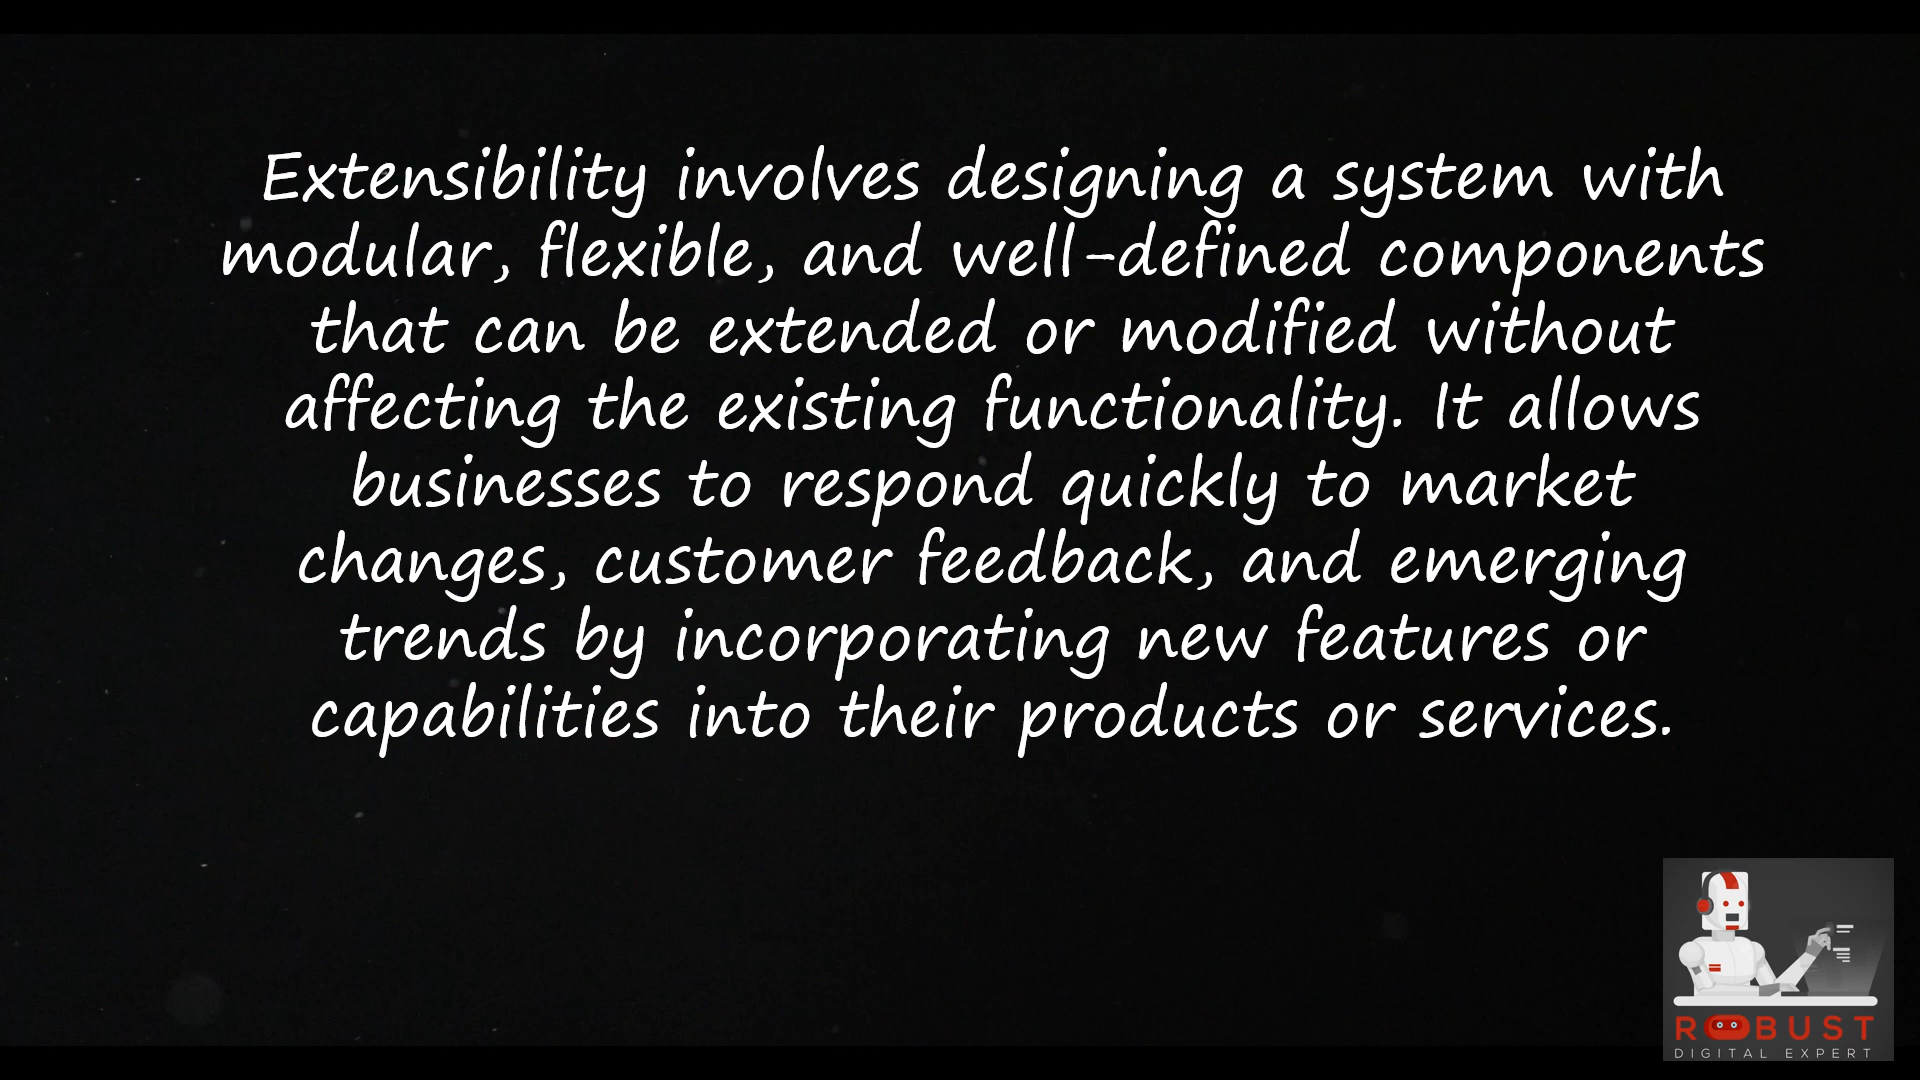 Extensibility involves designing a system with
modular, flexible, and well-defined components
that can be extended or modified without
affecting the existing functionality. It allows
businesses to respond quickly to market
changes, customer feedback, and emerging
trends by incorporating new features or
capabilities into their products or services.
ROBUST
DIGITAL EXPERT